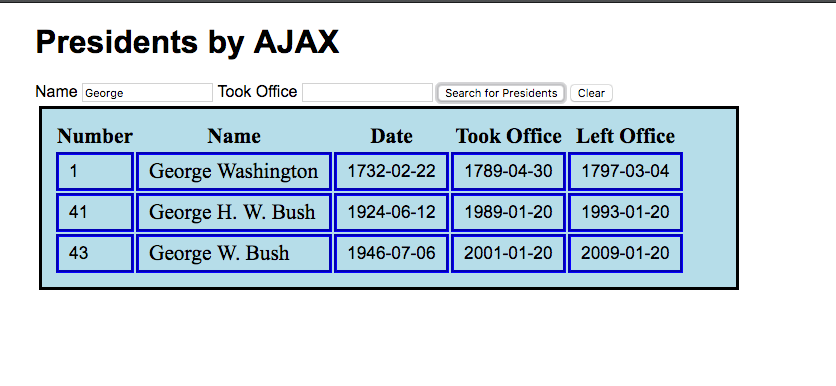 Presidents by AJAX
Name George Took Office Search for Presidents Clear
Number Name Date Took Office Left Office
1 George Washington 1732-02-22 1789-04-30 1797-03-04
41 George H. W. Bush 1924-06-12 1989-01-20 1993-01-20
43 George W. Bush 1946-07-06 2001-01-20 2009-01-20